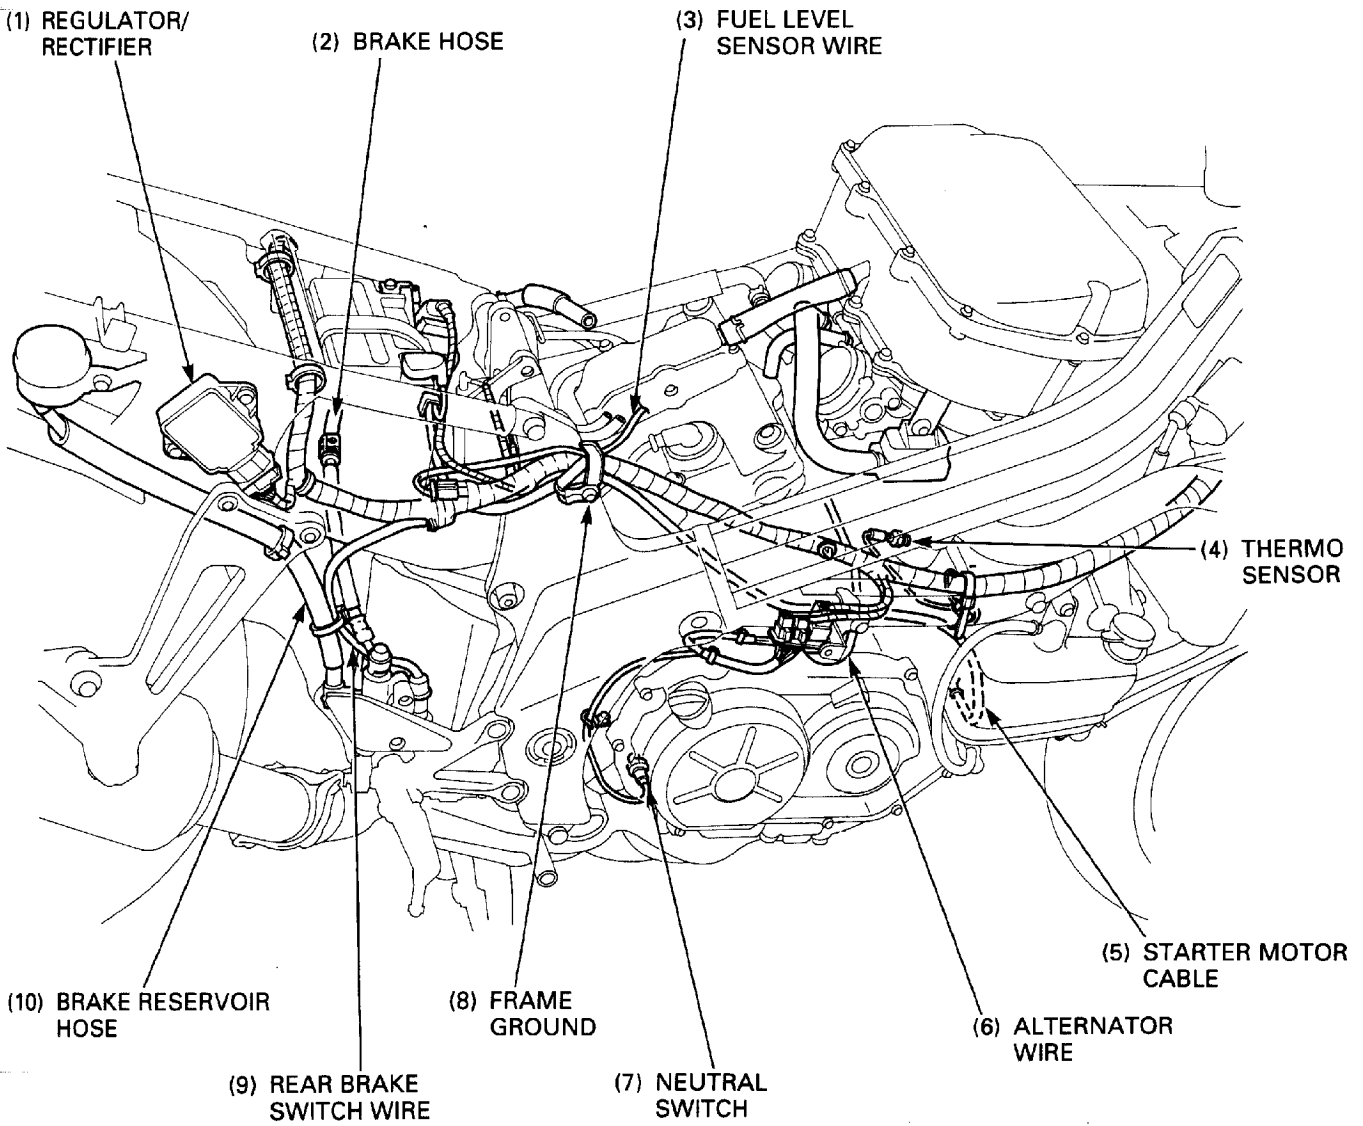 (1) REGULATOR/
RECTIFIER
(2) BRAKE HOSE
(3) FUEL LEVEL
SENSOR WIRE
(4) THERMO
SENSOR
(5) STARTER MOTOR
CABLE
(6) ALTERNATOR
WIRE
(7) NEUTRAL
SWITCH
(8) FRAME
GROUND
(9) REAR BRAKE
SWITCH WIRE
(10) BRAKE RESERVOIR
HOSE